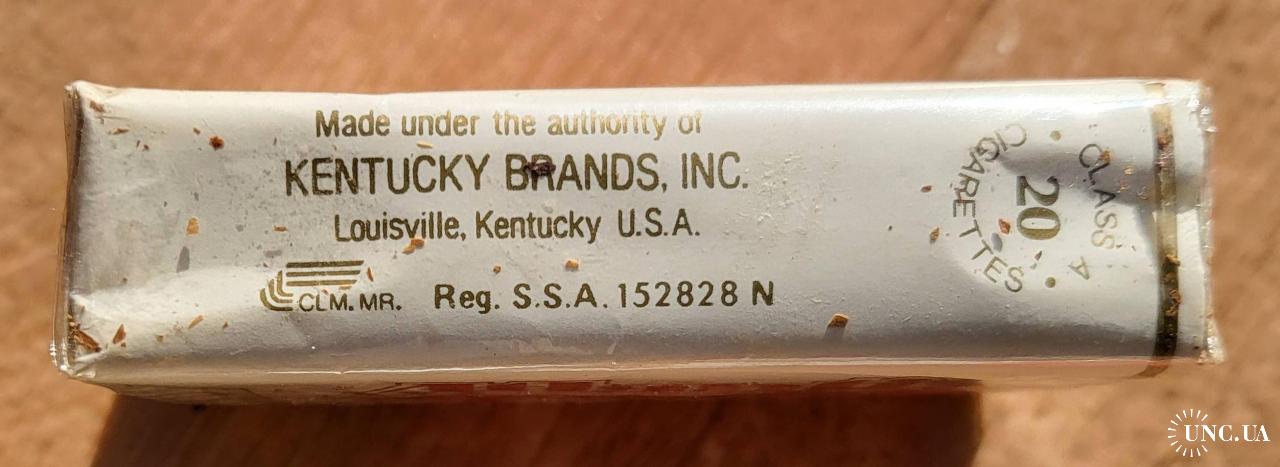 Made under the authority of
KENTUCKY BRANDS, INC.
Louisville, Kentucky U.S.A.
CLM. MR. Reg. S.S.A. 152828 N
CLASS A
20
CIGARETTES
UNC.UA